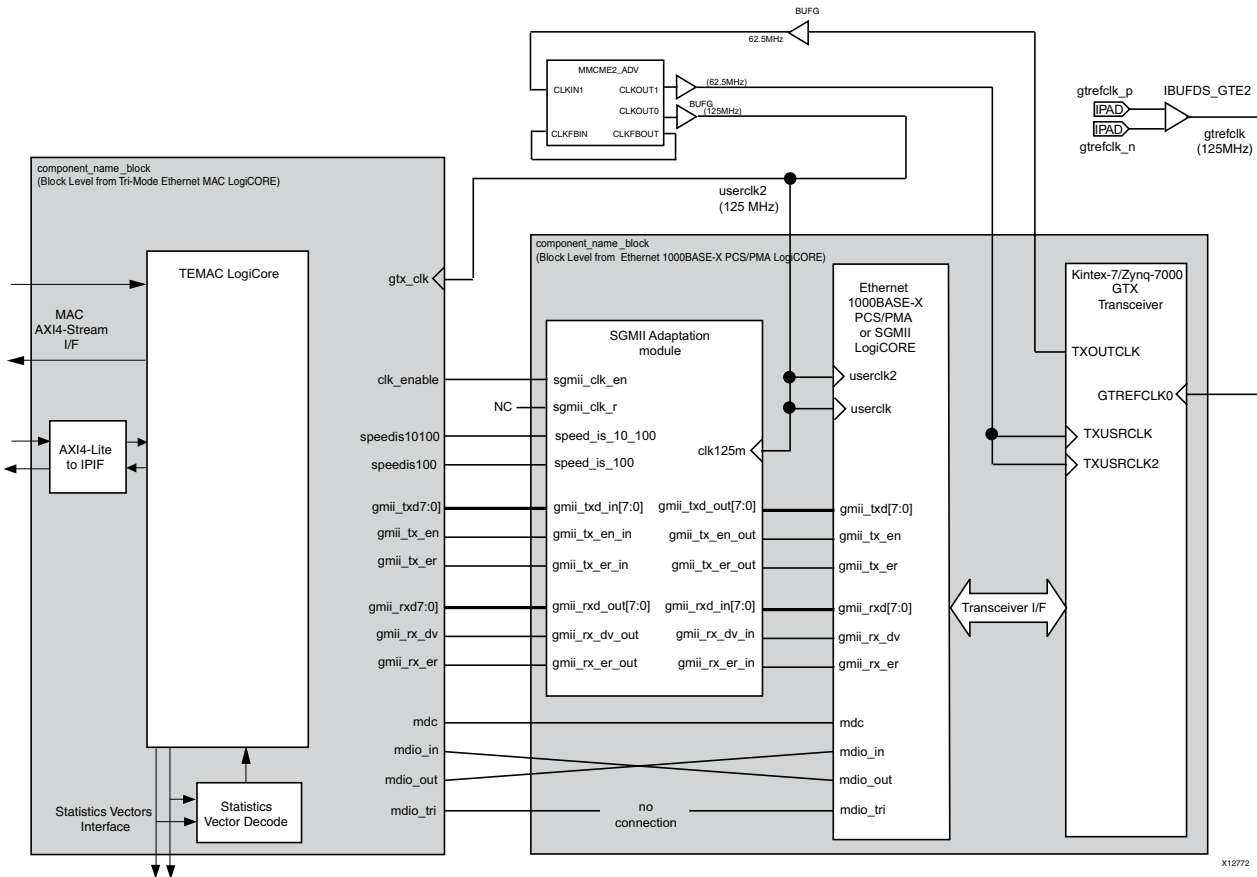 BUFG
62.5MHz
MMCME2_ADV
CLKIN1
CLKOUT1
(62.5MHz)
BUFG
CLKOUT0
(125MHz)
CLKFBIN
CLKFBOUT
gtrefclk_p
IBUFDS_GTE2
IPAD
IPAD
gtrefclk_n
gtrefclk
(125MHz)
component_name_block
(Block Level from Tri-Mode Ethernet MAC LogiCORE)
userclk2
(125 MHz)
component_name_block
(Block Level from Ethernet 1000BASE-X PCS/PMA LogiCORE)
TEMAC LogiCore
gtx_clk
MAC
AXI4-Stream
I/F
AXI4-Lite
to IPIF
clk_enable
speedis10100
speedis100
gmii_txd7:0]
gmii_tx_en
gmii_tx_er
gmii_rxd7:0]
gmii_rx_dv
gmii_rx_er
mdc
mdio_in
mdio_out
mdio_tri
Statistics Vectors
Interface
Statistics
Vector Decode
NC
SGMII Adaptation
module
sgmii_clk_en
sgmii_clk_r
speed_is_10_100
speed_is_100
clk125m
gmii_txd_in[7:0]
gmii_txd_out[7:0]
gmii_tx_en_in
gmii_tx_en_out
gmii_tx_er_in
gmii_tx_er_out
gmii_rxd_out[7:0]
gmii_rxd_in[7:0]
gmii_rx_dv_out
gmii_rx_dv_in
gmii_rx_er_out
gmii_rx_er_in
no
connection
Ethernet
1000BASE-X
PCS/PMA
or SGMII
LogiCORE
userclk2
userclk
gmii_txd[7:0]
gmii_tx_en
gmii_tx_er
gmii_rxd[7:0]
gmii_rx_dv
gmii_rx_er
mdc
mdio_in
mdio_out
mdio_tri
Transceiver I/F
Kintex-7/Zynq-7000
GTX
Transceiver
TXOUTCLK
GTREFCLK0
TXUSRCLK
TXUSRCLK2
X12772